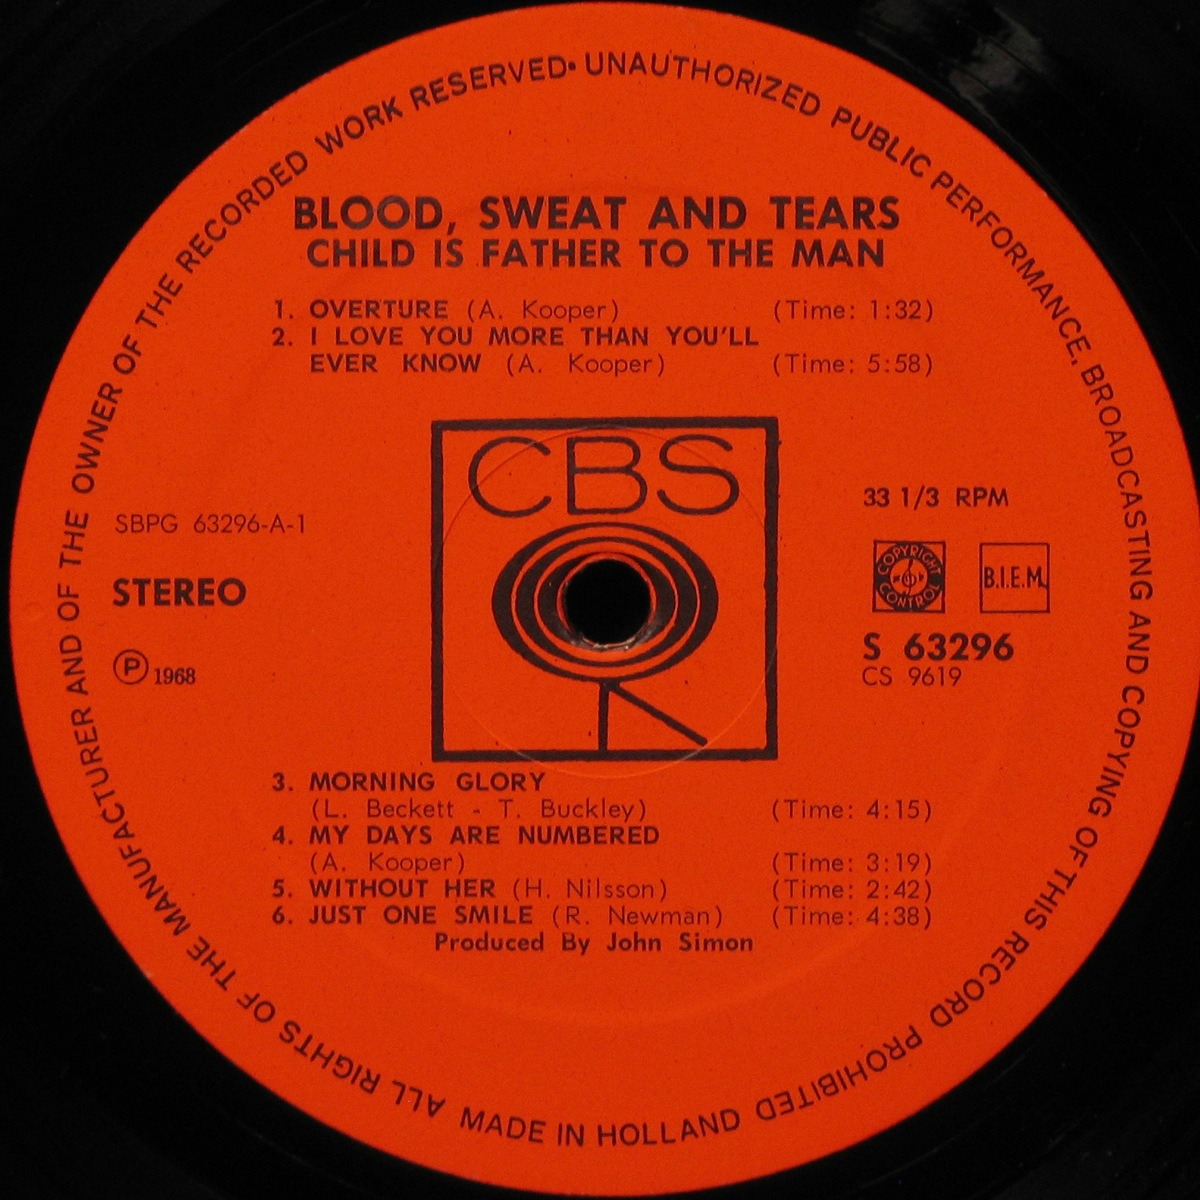 ALL RIGHTS OF THE MANUFACTURER AND OF THE OWNER OF THE RECORDED WORK RESERVED • UNAUTHORIZED PUBLIC PERFORMANCE, BROADCASTING AND COPYING OF THIS RECORD PROHIBITED
BLOOD, SWEAT AND TEARS
CHILD IS FATHER TO THE MAN
1. OVERTURE (A. Kooper) (Time: 1:32)
2. I LOVE YOU MORE THAN YOU'LL
EVER KNOW (A. Kooper) (Time: 5:58)
CBS
SBPG 63296-A-1
STEREO
Ⓟ 1968
33 1/3 RPM
COPYRIGHT CONTROL
B.I.E.M.
S 63296
CS 9619
3. MORNING GLORY
(L. Beckett - T. Buckley) (Time: 4:15)
4. MY DAYS ARE NUMBERED
(A. Kooper) (Time: 3:19)
5. WITHOUT HER (H. Nilsson) (Time: 2:42)
6. JUST ONE SMILE (R. Newman) (Time: 4:38)
Produced By John Simon
MADE IN HOLLAND